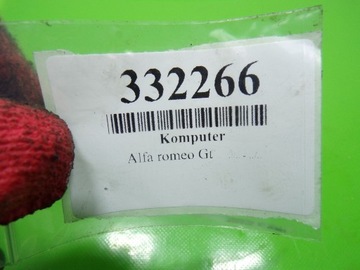 332266
Komputer
Alfa romeo Gt